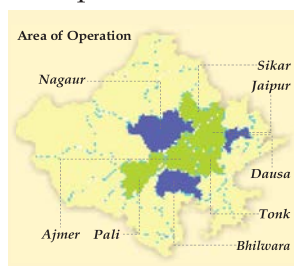 Area of Operation
Sikar
Nagaur
Jaipur
Dausa
Tonk
Ajmer Pali
Bhilwara